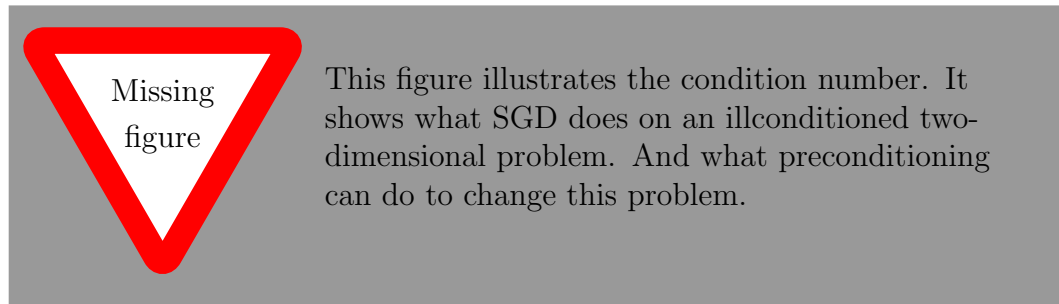 Missing
figure
This figure illustrates the condition number. It
shows what SGD does on an illconditioned two-
dimensional problem. And what preconditioning
can do to change this problem.